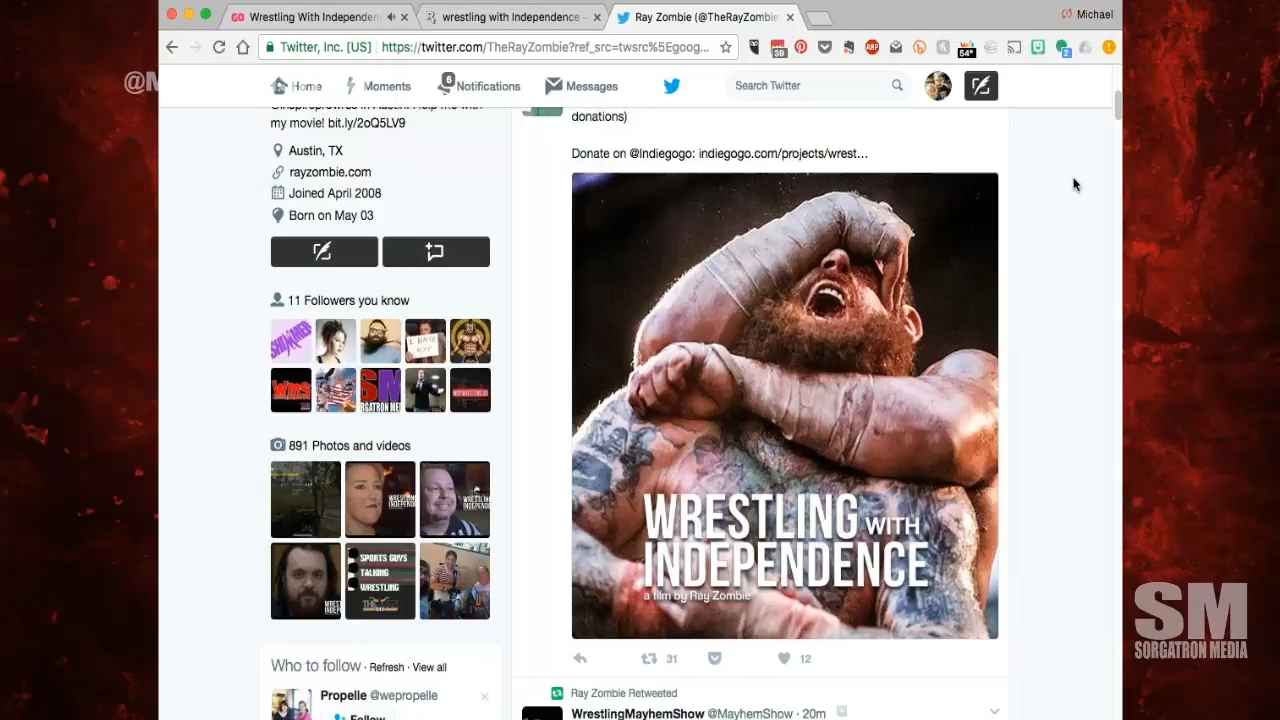 Wrestling With Independen
wrestling with Independence -
Ray Zombie (@TheRayZombie
Michael
Twitter, Inc. [US]
https://twitter.com/TheRayZombie?ref_src=twsrc%5Egoog...
@M
Home
Moments
6
Notifications
Messages
Search Twitter
my movie! bit.ly/2oQ5LV9
Austin, TX
rayzombie.com
Joined April 2008
Born on May 03
11 Followers you know
I HATE
SM
891 Photos and videos
SPORTS GUYS
TALKING
WRESTLING
Who to follow · Refresh · View all
Propelle @wepropelle
Follow
donations)
Donate on @Indiegogo: indiegogo.com/projects/wrest...
WRESTLING WITH
INDEPENDENCE
a film by Ray Zombie
31
12
Ray Zombie Retweeted
WrestlingMayhemShow @MayhemShow · 20m
SM
SORGATRON MEDIA